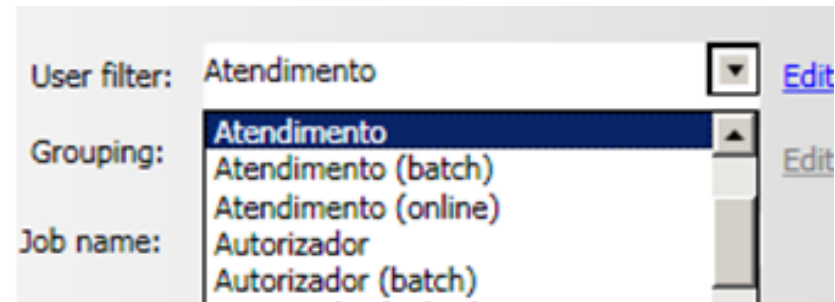 User filter: Atendimento Edit
Atendimento
Grouping: Edit
Atendimento (batch)
Atendimento (online)
Job name: Autorizador
Autorizador (batch)